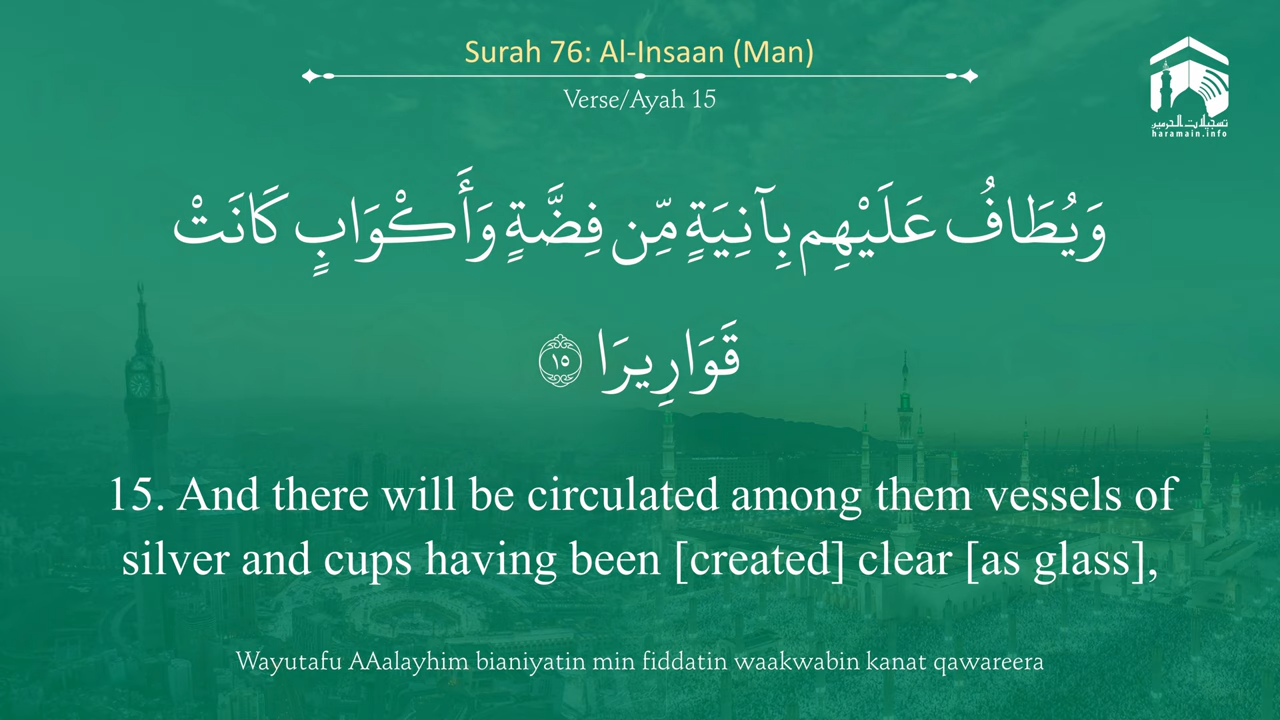 Surah 76: Al-Insaan (Man)
Verse/Ayah 15
تسجيلات الحرمين
haramain.info
وَيُطَافُ عَلَيْهِم بِآنِيَةٍ مِّن فِضَّةٍ وَأَكْوَابٍ كَانَتْ
قَوَارِيرَا ١٥
15. And there will be circulated among them vessels of
silver and cups having been [created] clear [as glass],
Wayutafu AAalayhim bianiyatin min fiddatin waakwabin kanat qawareera